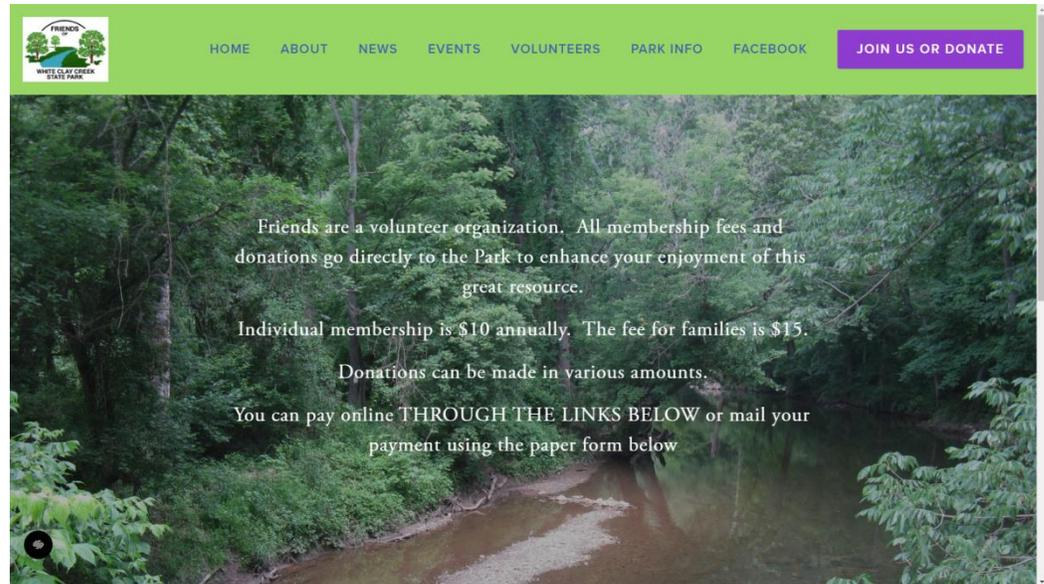 FRIENDS
OF
WHITE CLAY CREEK
STATE PARK
HOME
ABOUT
NEWS
EVENTS
VOLUNTEERS
PARK INFO
FACEBOOK
JOIN US OR DONATE
Friends are a volunteer organization.  All membership fees and
donations go directly to the Park to enhance your enjoyment of this
great resource.
Individual membership is $10 annually.  The fee for families is $15.
Donations can be made in various amounts.
You can pay online THROUGH THE LINKS BELOW or mail your
payment using the paper form below